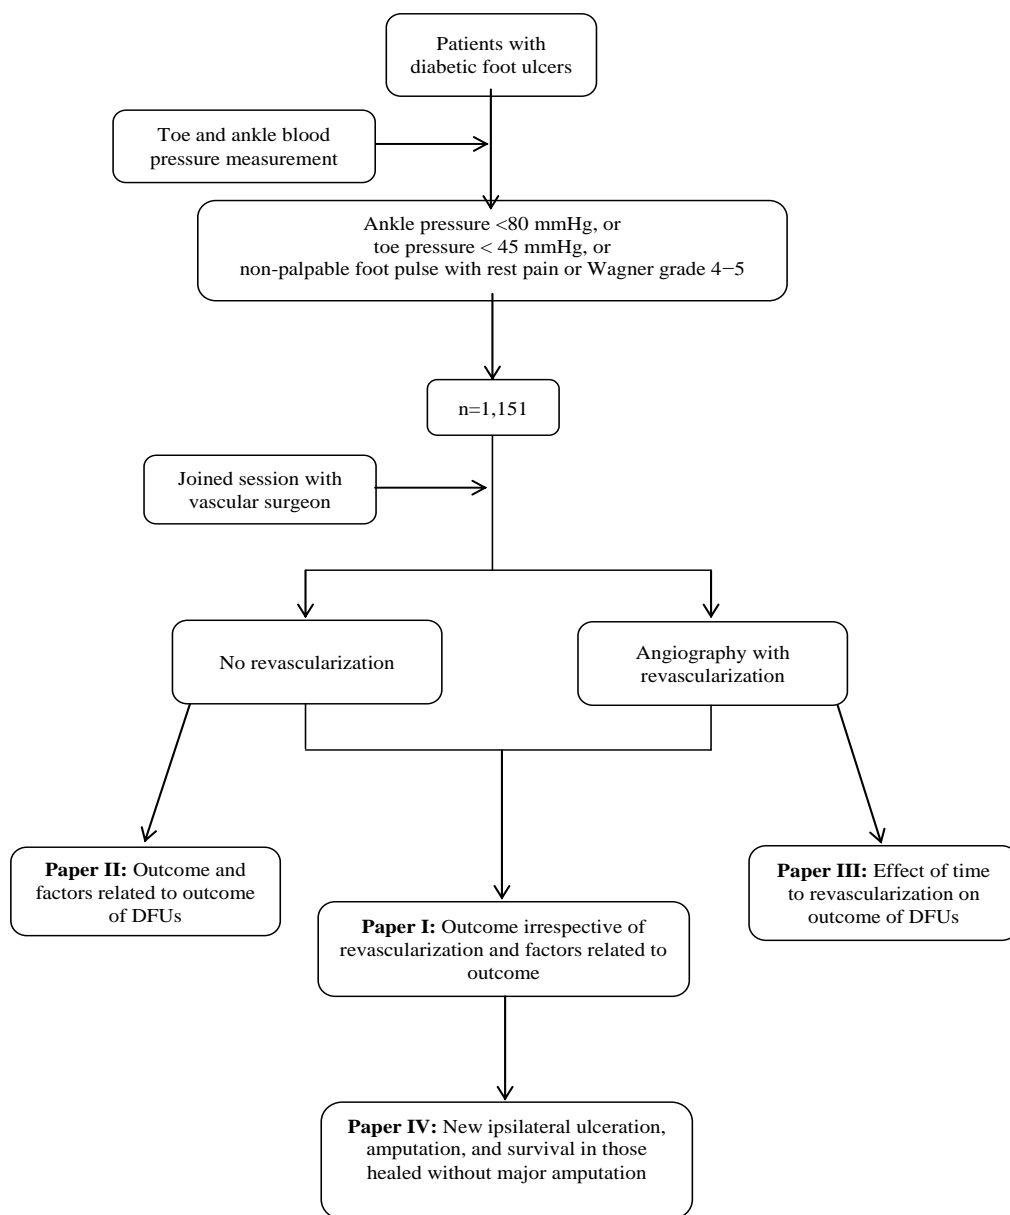 Patients with
diabetic foot ulcers
Toe and ankle blood
pressure measurement
Ankle pressure <80 mmHg, or
toe pressure < 45 mmHg, or
non-palpable foot pulse with rest pain or Wagner grade 4−5
n=1,151
Joined session with
vascular surgeon
No revascularization
Angiography with
revascularization
Paper II: Outcome and
factors related to outcome
of DFUs
Paper III: Effect of time
to revascularization on
outcome of DFU
Paper I: Outcome irrespective of
revascularization and factors related to
outcome
Paper IV: New ipsilateral ulceration,
amputation, and survival in those
healed without major amputation